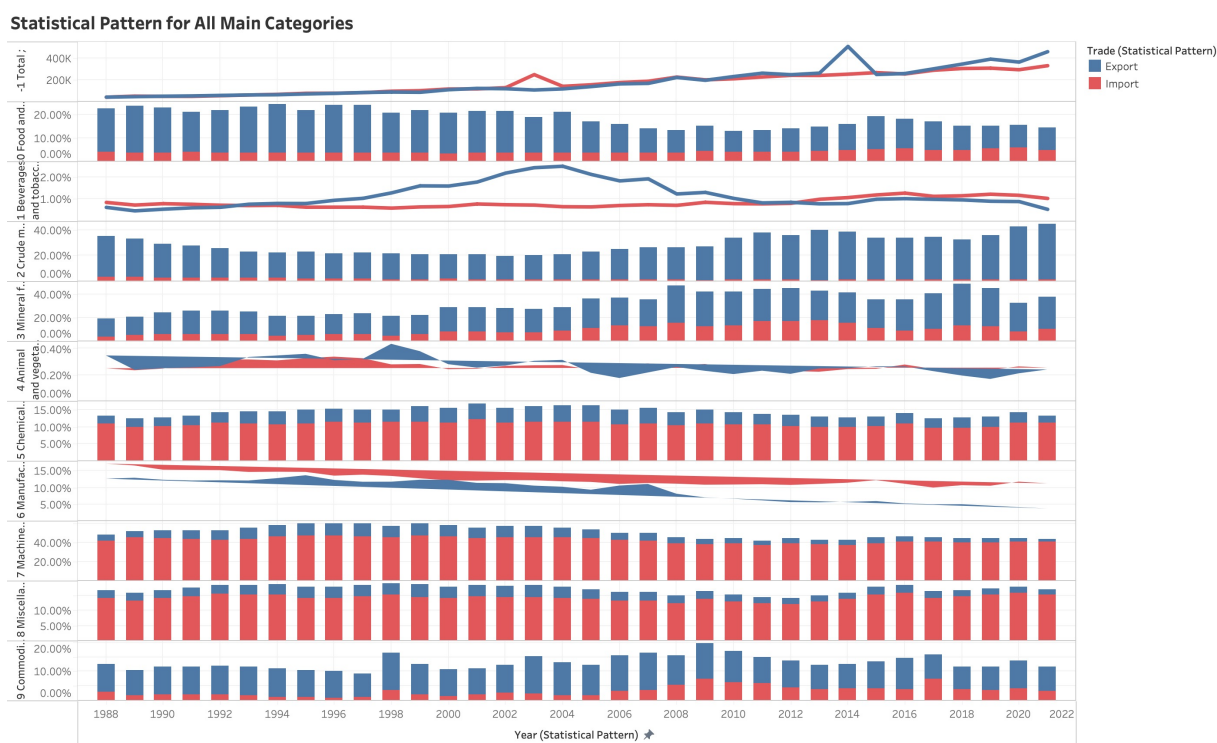 Statistical Pattern for All Main Categories
Trade (Statistical Pattern)
Export
Import
-1 Total ;
400K
200K
0 Food and..
20.00%
10.00%
0.00%
1 Beverages
and tobacc..
2.00%
1.00%
2 Crude m..
40.00%
20.00%
0.00%
3 Mineral f..
40.00%
20.00%
0.00%
4 Animal
and vegeta..
0.40%
0.20%
0.00%
5 Chemical..
15.00%
10.00%
5.00%
6 Manufac..
15.00%
10.00%
5.00%
7 Machine..
40.00%
20.00%
8 Miscella..
10.00%
5.00%
9 Commodi..
20.00%
10.00%
0.00%
1988 1990 1992 1994 1996 1998 2000 2002 2004 2006 2008 2010 2012 2014 2016 2018 2020 2022
Year (Statistical Pattern)